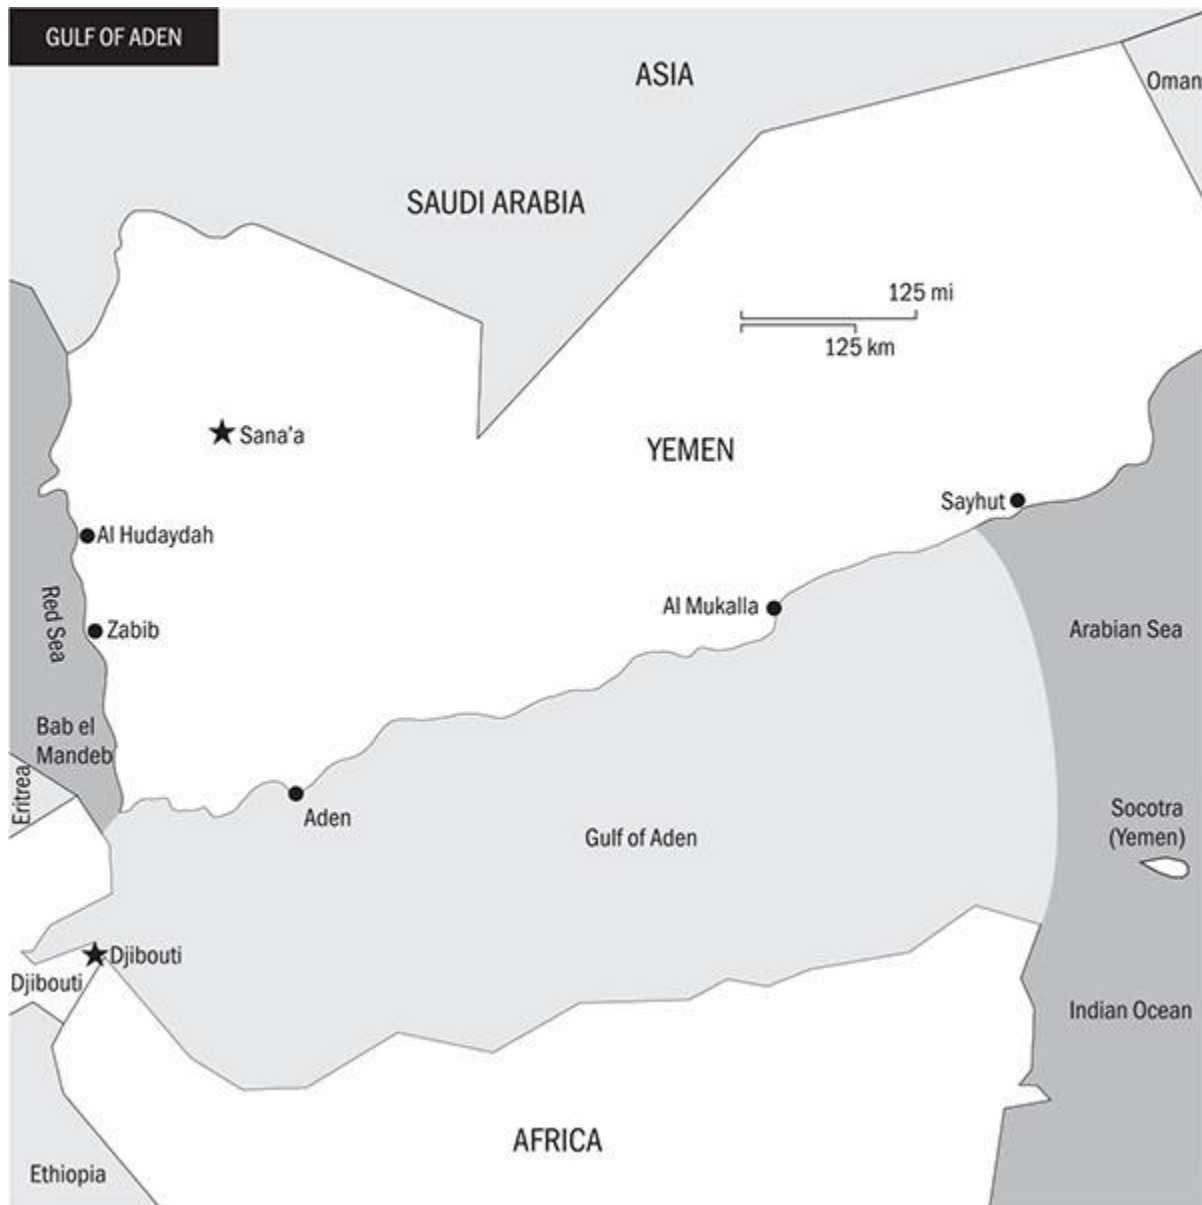 GULF OF ADEN
ASIA
Oman
SAUDI ARABIA
125 mi
125 km
Sana'a
YEMEN
Sayhut
Al Hudaydah
Red Sea
Zabib
Al Mukalla
Arabian Sea
Bab el
Mandeb
Eritrea
Aden
Gulf of Aden
Socotra
(Yemen)
Djibouti
Djibouti
Indian Ocean
AFRICA
Ethiopia